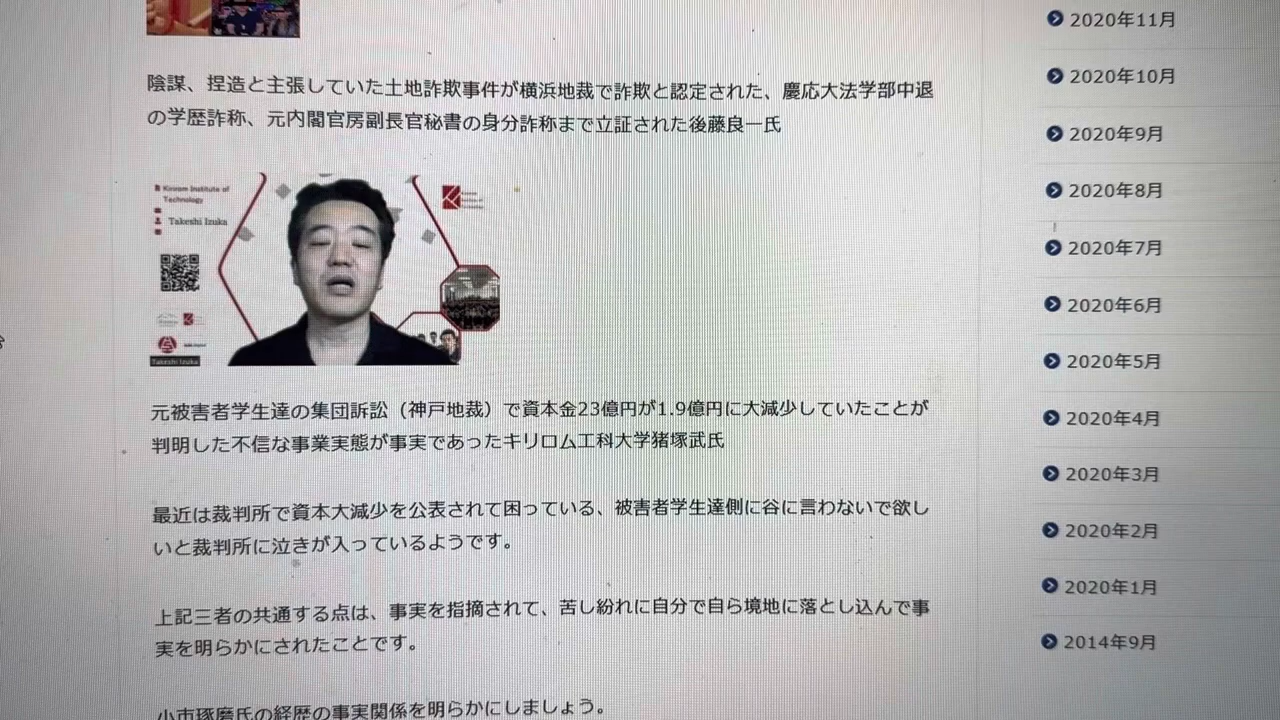 陰謀、捏造と主張していた土地詐欺事件が横浜地裁で詐欺と認定された、慶応大法学部中退
の学歴詐称、元内閣官房副長官秘書の身分詐称まで立証された後藤良一氏
Kirirom Institute of
Technology
Takeshi Izuka
Takeshi Izuka
元被害者学生達の集団訴訟（神戸地裁）で資本金23億円が1.9億円に大減少していたことが
判明した不信な事業実態が事実であったキリロム工科大学猪塚武氏
最近は裁判所で資本大減少を公表されて困っている、被害者学生達側に谷に言わないで欲し
いと裁判所に泣きが入っているようです。
上記三者の共通する点は、事実を指摘されて、苦し紛れに自分で自ら境地に落とし込んで事
実を明らかにされたことです。
小市琢磨氏の経歴の事実関係を明らかにしましょう。
2020年11月
2020年10月
2020年9月
2020年8月
2020年7月
2020年6月
2020年5月
2020年4月
2020年3月
2020年2月
2020年1月
2014年9月